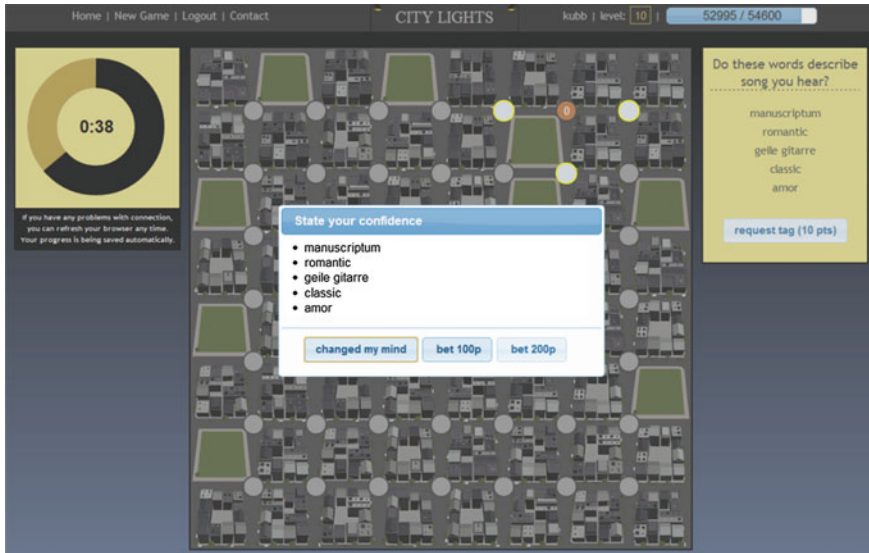 Home | New Game | Logout | Contact
CITY LIGHTS
kubb | level: 10 |
52995 / 54600
0:38
If you have any problems with connection,
you can refresh your browser any time.
Your progress is being saved automatically.
0
State your confidence
• manuscriptum
• romantic
• geile gitarre
• classic
• amor
changed my mind
bet 100p
bet 200p
Do these words describe
song you hear?
manuscriptum
romantic
geile gitarre
classic
amor
request tag (10 pts)